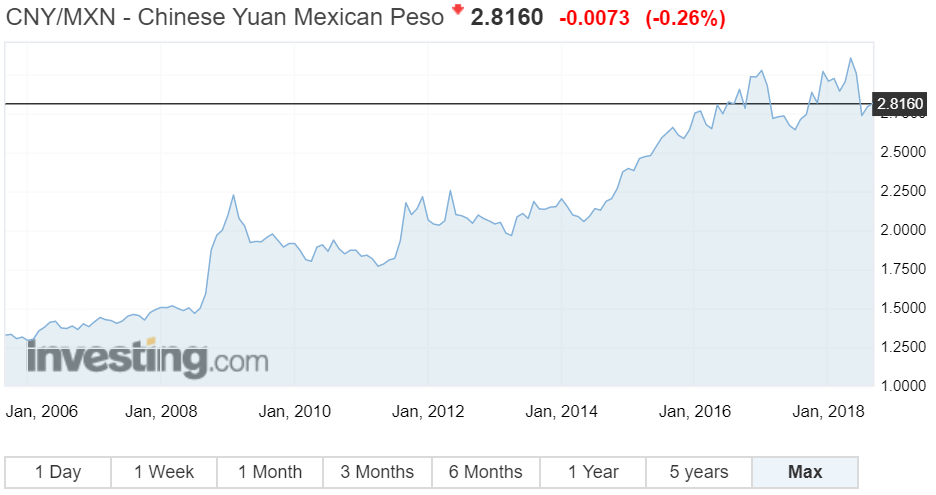 CNY/MXN - Chinese Yuan Mexican Peso 2.8160 -0.0073 (-0.26%)
2.8160
2.7500
2.5000
2.2500
2.0000
1.7500
1.5000
1.2500
1.0000
investing.com
Jan, 2006 Jan, 2008 Jan, 2010 Jan, 2012 Jan, 2014 Jan, 2016 Jan, 2018
1 Day 1 Week 1 Month 3 Months 6 Months 1 Year 5 years Max